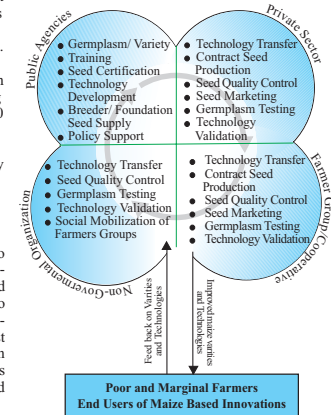 Public Agencies
Germplasm/ Variety
Training
Seed Certification
Technology
Development
Breeder/ Foundation
Seed Supply
Policy Support
Private Sector
Technology Transfer
Contract Seed
Production
Seed Quality Control
Seed Marketing
Germplasm Testing
Technology
Validation
Non-Governmental Organization
Technology Transfer
Seed Quality Control
Germplasm Testing
Technology Validation
Social Mobilization of
Farmers Groups
Farmer Group/Cooperative
Technology Transfer
Contract Seed
Production
Seed Quality Control
Seed Marketing
Germplasm Testing
Technology Validation
Feed back on Varities
and Technologies
Improved maize varities
and Technologies
Poor and Marginal Farmers
End Users of Maize Based Innovations